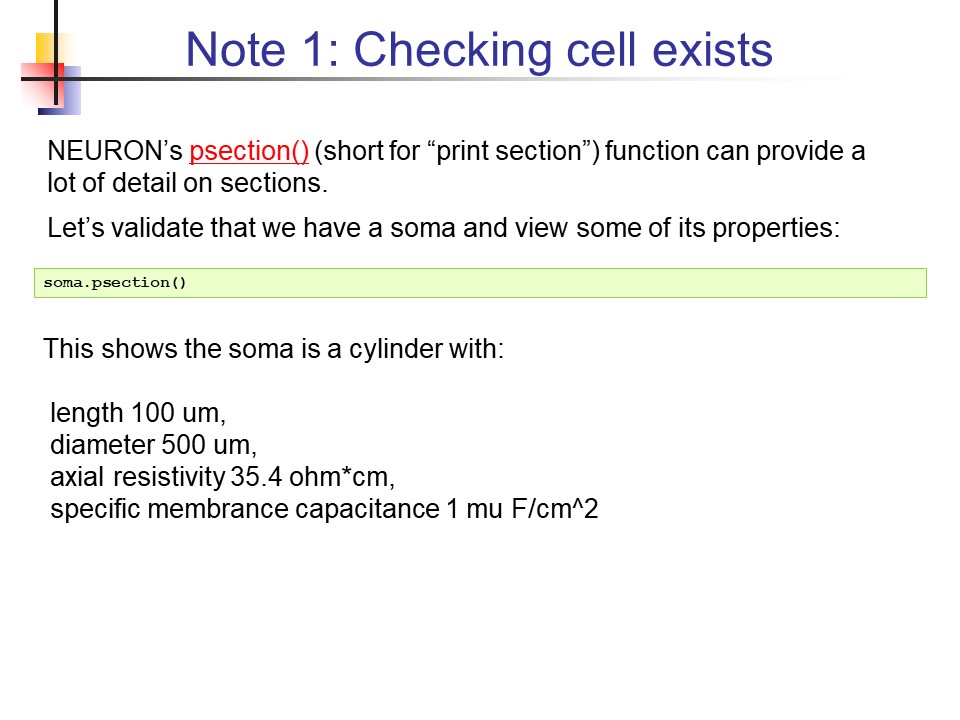 Note 1: Checking cell exists
NEURON’s psection() (short for “print section”) function can provide a
lot of detail on sections.
Let’s validate that we have a soma and view some of its properties:
soma.psection()
This shows the soma is a cylinder with:
length 100 um,
diameter 500 um,
axial resistivity 35.4 ohm*cm,
specific membrance capacitance 1 mu F/cm^2